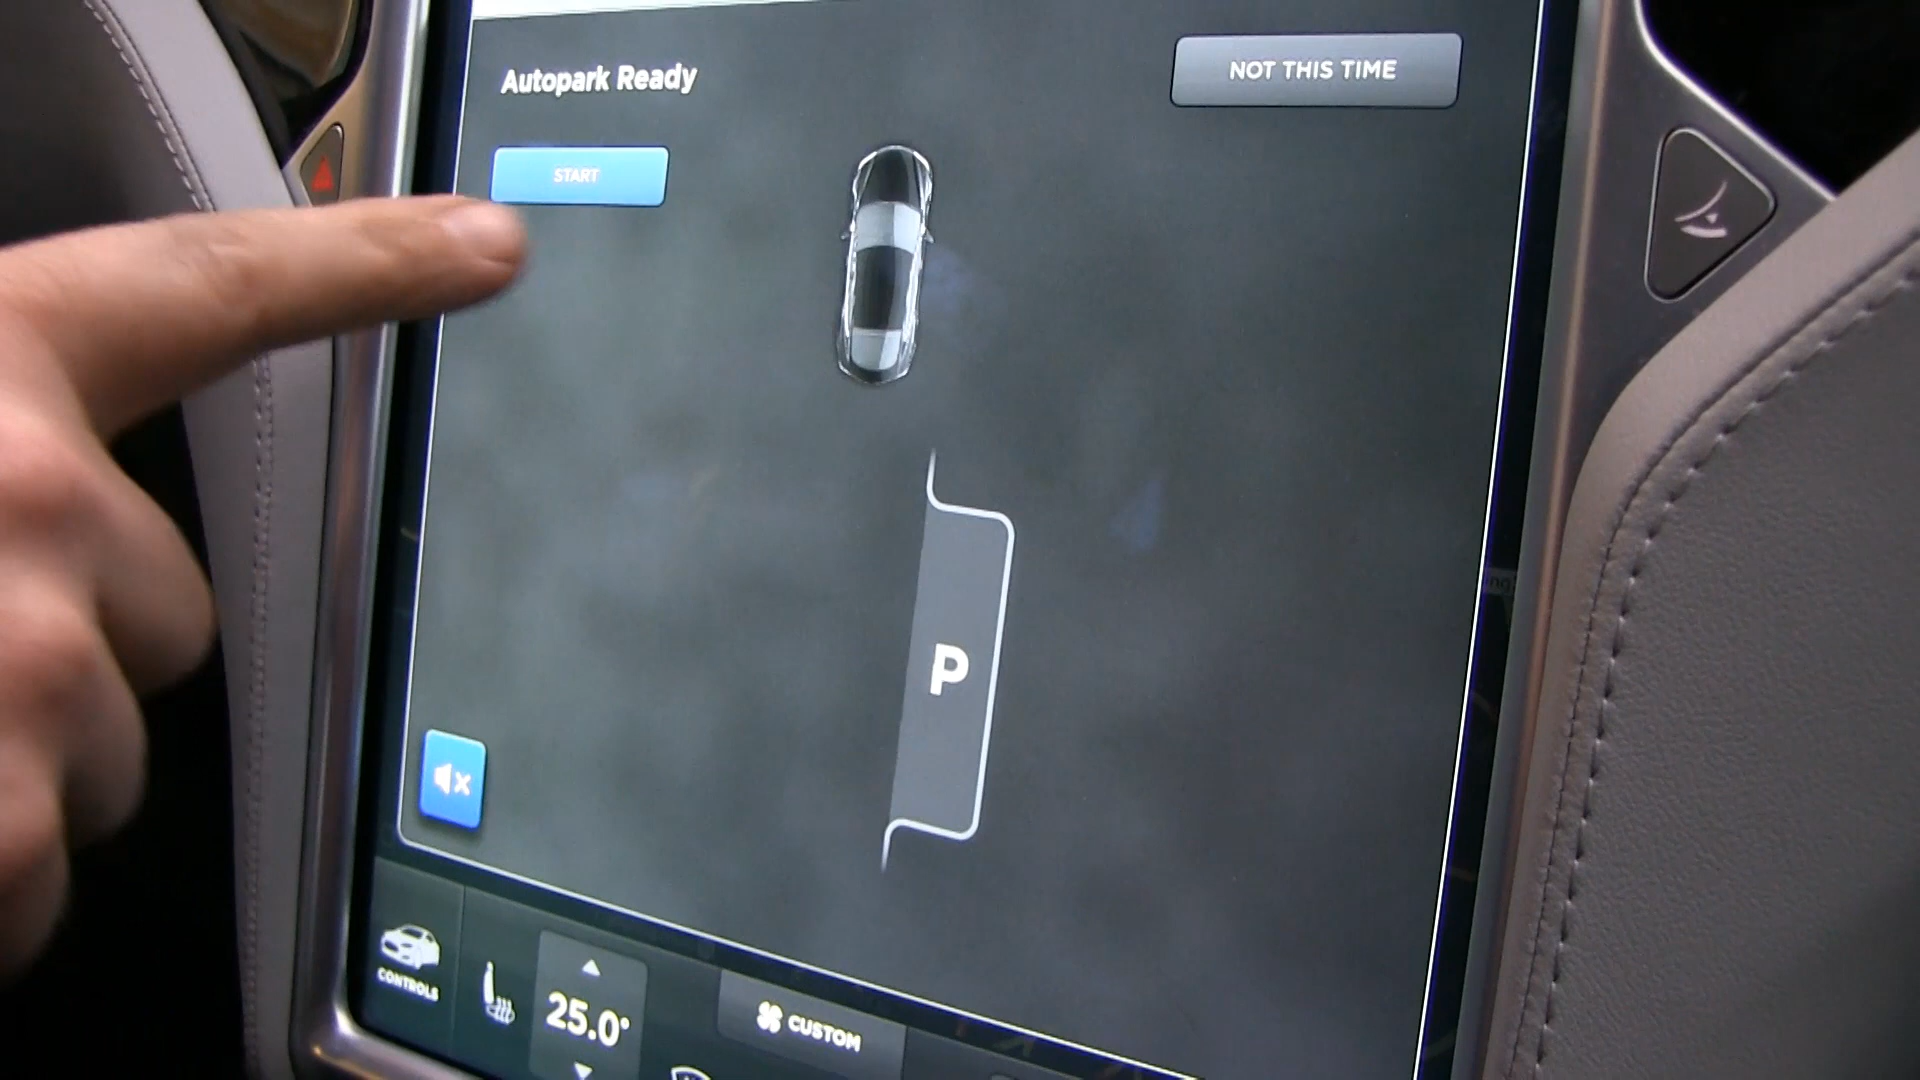 Autopark Ready
NOT THIS TIME
START
P
CONTROLS
25.0°
CUSTOM